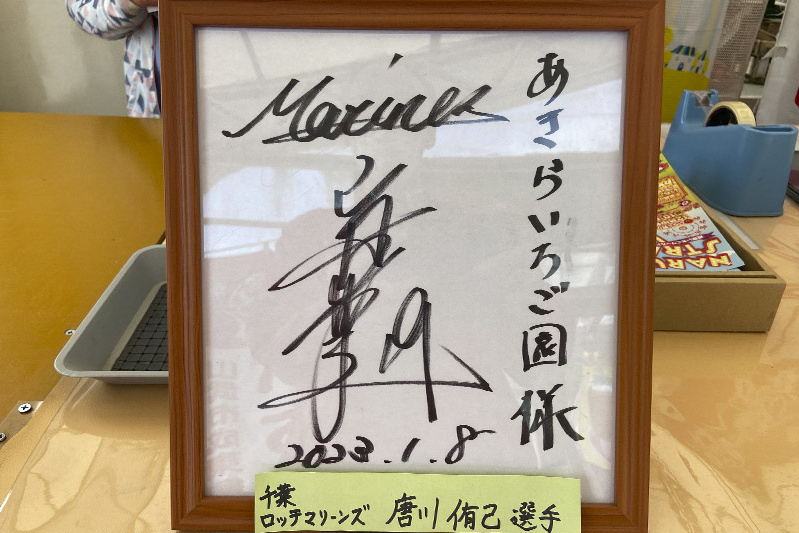 あきらいちご園様
Marines
2023.1.8
千葉
ロッテマリーンズ 唐川 侑己 選手